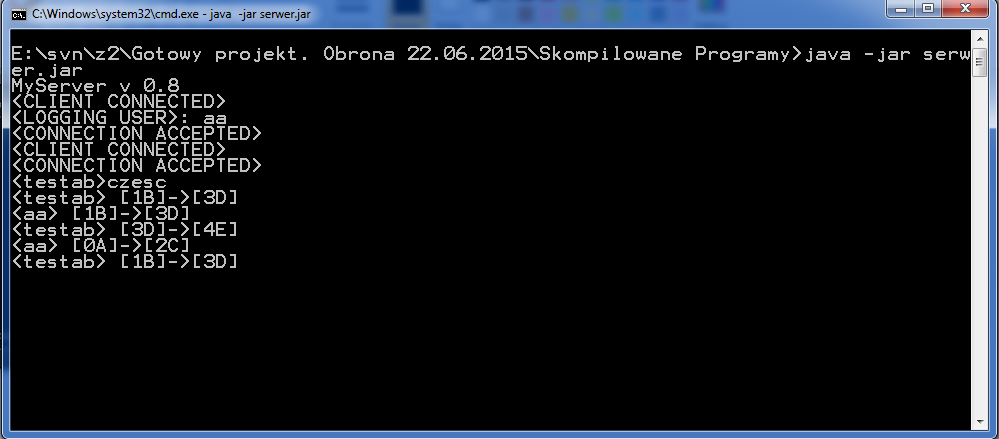 C:\Windows\system32\cmd.exe - java -jar serwer.jar
E:\svn\z2\Gotowy projekt. Obrona 22.06.2015\Skompilowane Programy>java -jar serw
er.jar
MyServer v 0.8
<CLIENT CONNECTED>
<LOGGING USER>: aa
<CONNECTION ACCEPTED>
<CLIENT CONNECTED>
<CONNECTION ACCEPTED>
<testab>czesc
<testab> [1B]->[3D]
<aa> [1B]->[3D]
<testab> [3D]->[4E]
<aa> [0A]->[2C]
<testab> [1B]->[3D]